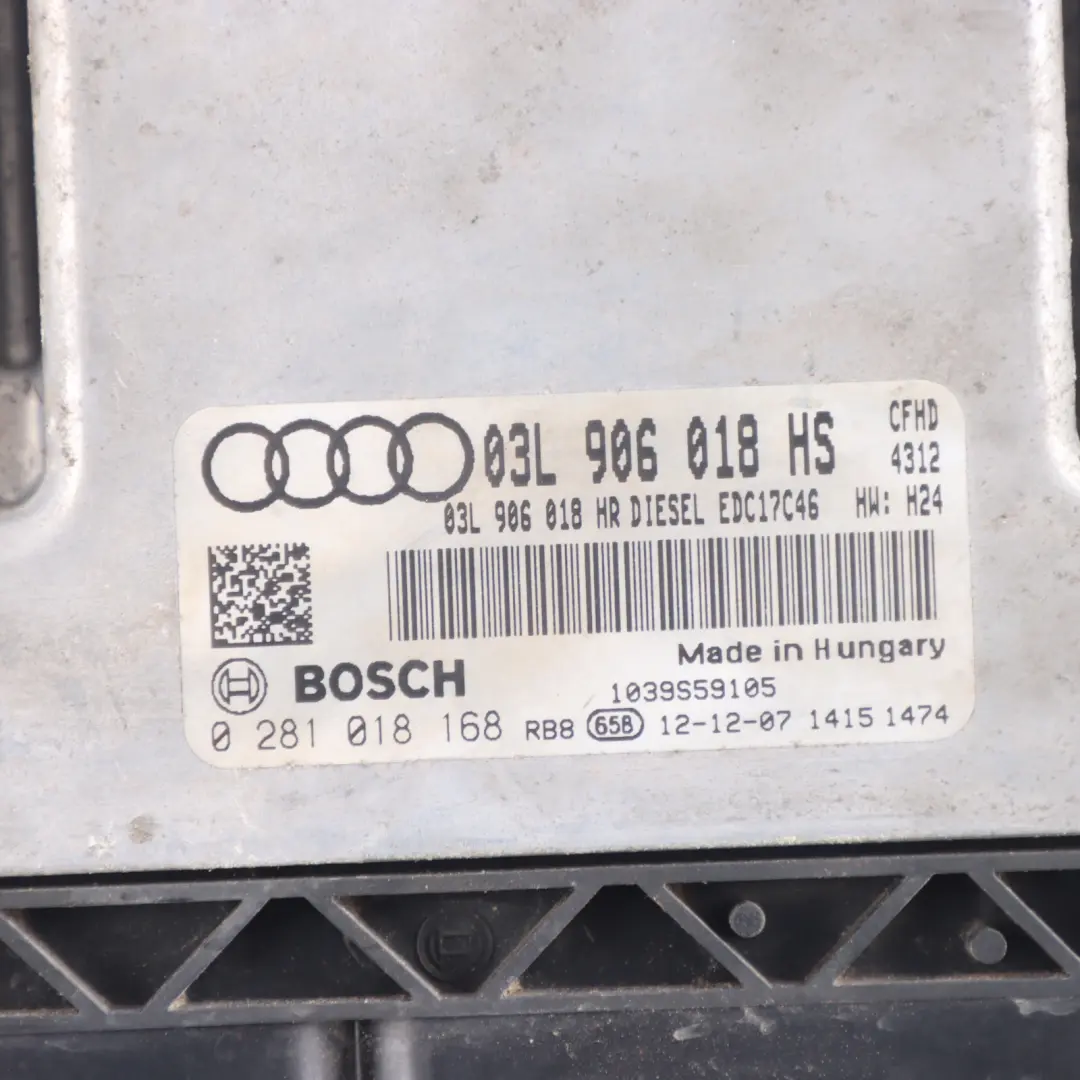 03L 906 018 HS CFHD
4312
03L 906 018 HR DIESEL EDC17C46 HW: H24
Made in Hungary
BOSCH 1039S59105
0 281 018 168 RB8 65B 12-12-07 1415 1474